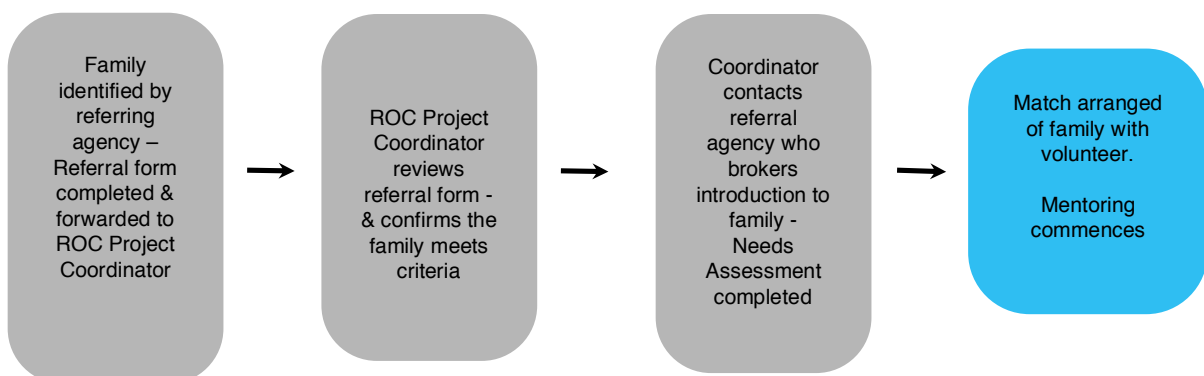 Family
identified by
referring
agency –
Referral form
completed &
forwarded to
ROC Project
Coordinator
ROC Project
Coordinator
reviews
referral form -
& confirms the
family meets
criteria
Coordinator
contacts
referral
agency who
brokers
introduction to
family -
Needs
Assessment
completed
Match arranged
of family with
volunteer.
Mentoring
commences